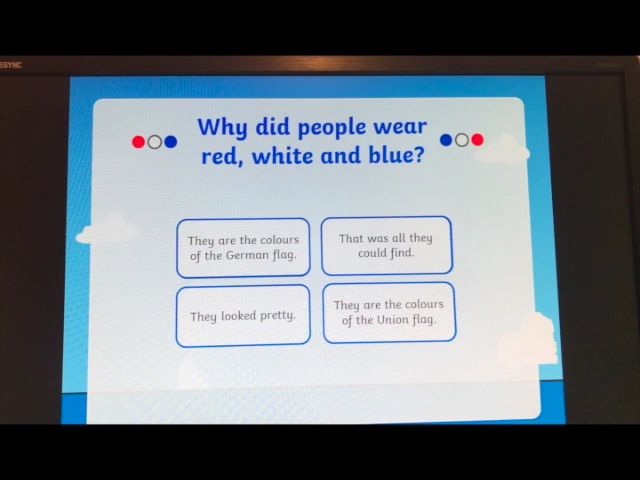 ESYNC
Why did people wear
red, white and blue?
They are the colours
of the German flag.
That was all they
could find.
They looked pretty.
They are the colours
of the Union flag.